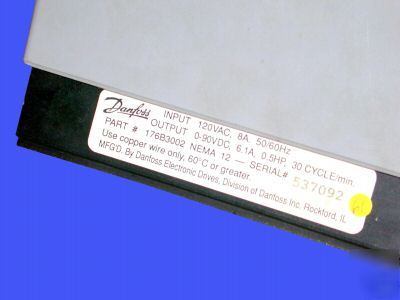 Danfoss INPUT 120VAC, 8A, 50/60Hz
OUTPUT 0-90VDC, 6.1A, 0.5HP, 30 CYCLE/min.
PART # 176B3002 NEMA 12 — SERIAL# 537092
Use copper wire only, 60°C or greater.
MFG'D. By Danfoss Electronic Drives, Division of Danfoss Inc. Rockford, IL